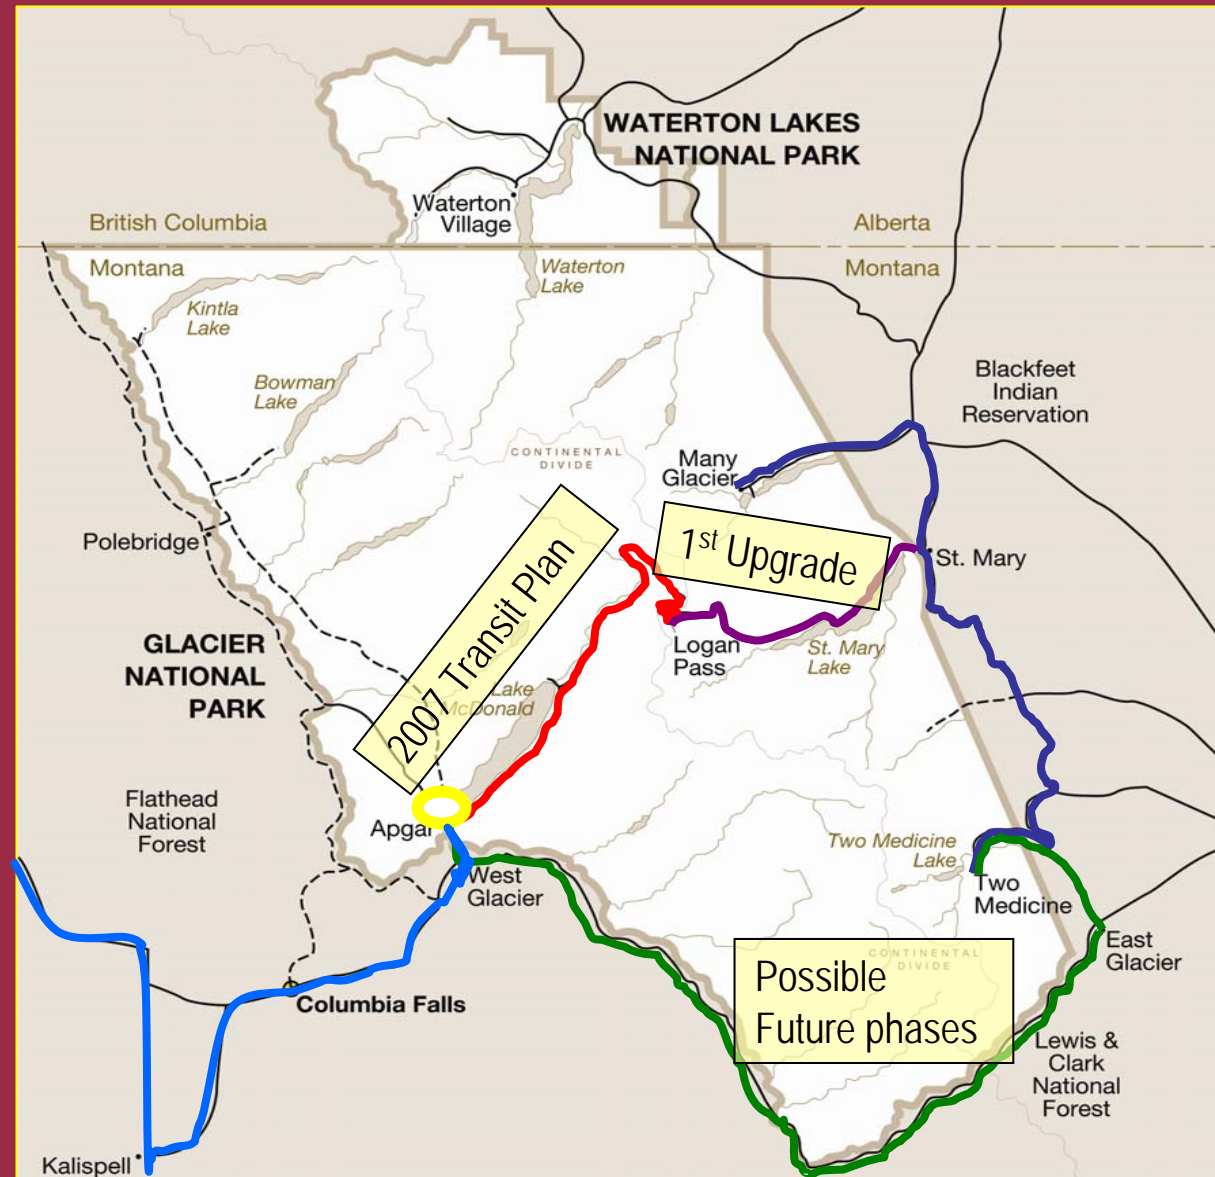 WATERTON LAKES
NATIONAL PARK
Waterton
Village
British Columbia
Alberta
Montana
Montana
Waterton
Lake
Kintla
Lake
Bowman
Lake
Blackfeet
Indian
Reservation
CONTINENTAL
DIVIDE
Many
Glacier
Polebridge
2007 Transit Plan
1st Upgrade
St. Mary
GLACIER
NATIONAL
PARK
Logan
Pass
St. Mary
Lake
Lake
McDonald
Flathead
National
Forest
Apgar
Two Medicine
Lake
West
Glacier
Two
Medicine
East
Glacier
CONTINENTAL
DIVIDE
Possible
Future phases
Columbia Falls
Lewis &
Clark
National
Forest
Kalispell